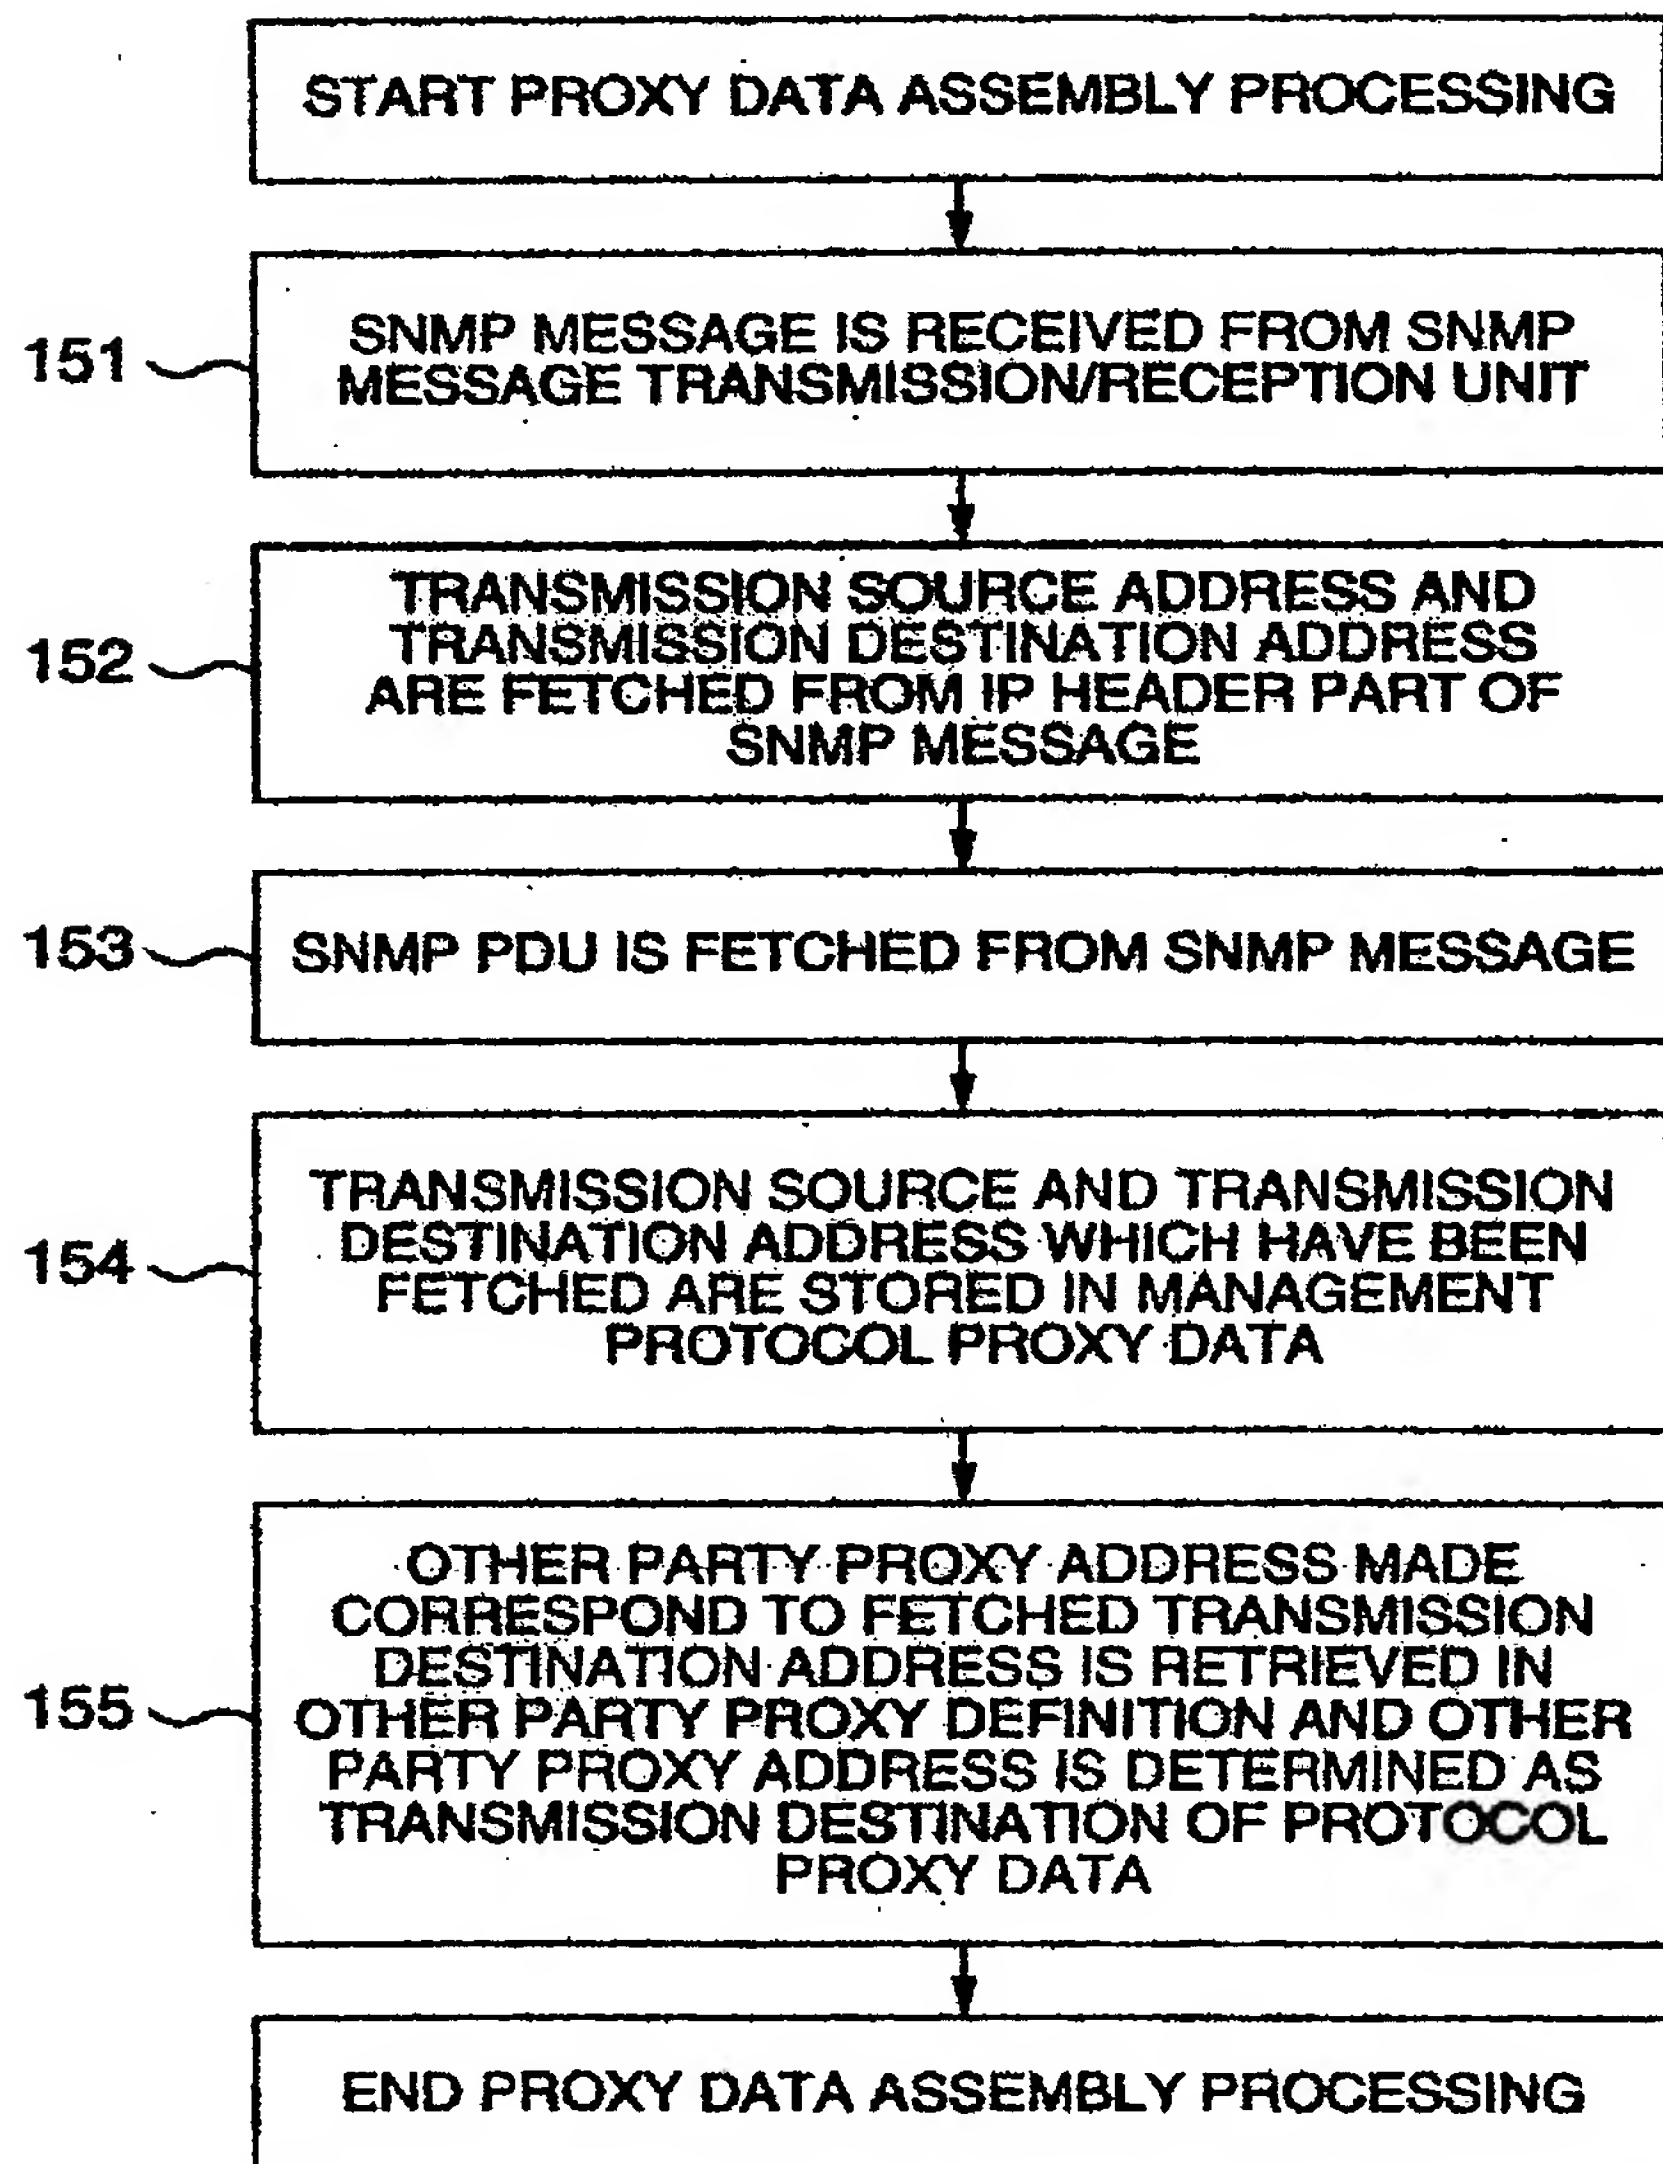 START PROXY DATA ASSEMBLY PROCESSING
151
SNMP MESSAGE IS RECEIVED FROM SNMP
MESSAGE TRANSMISSION/RECEPTION UNIT
152
TRANSMISSION SOURCE ADDRESS AND
TRANSMISSION DESTINATION ADDRESS
ARE FETCHED FROM IP HEADER PART OF
SNMP MESSAGE
153
SNMP PDU IS FETCHED FROM SNMP MESSAGE
154
TRANSMISSION SOURCE AND TRANSMISSION
DESTINATION ADDRESS WHICH HAVE BEEN
FETCHED ARE STORED IN MANAGEMENT
PROTOCOL PROXY DATA
155
OTHER PARTY PROXY ADDRESS MADE
CORRESPOND TO FETCHED TRANSMISSION
DESTINATION ADDRESS IS RETRIEVED IN
OTHER PARTY PROXY DEFINITION AND OTHER
PARTY PROXY ADDRESS IS DETERMINED AS
TRANSMISSION DESTINATION OF PROTOCOL
PROXY DATA
END PROXY DATA ASSEMBLY PROCESSING